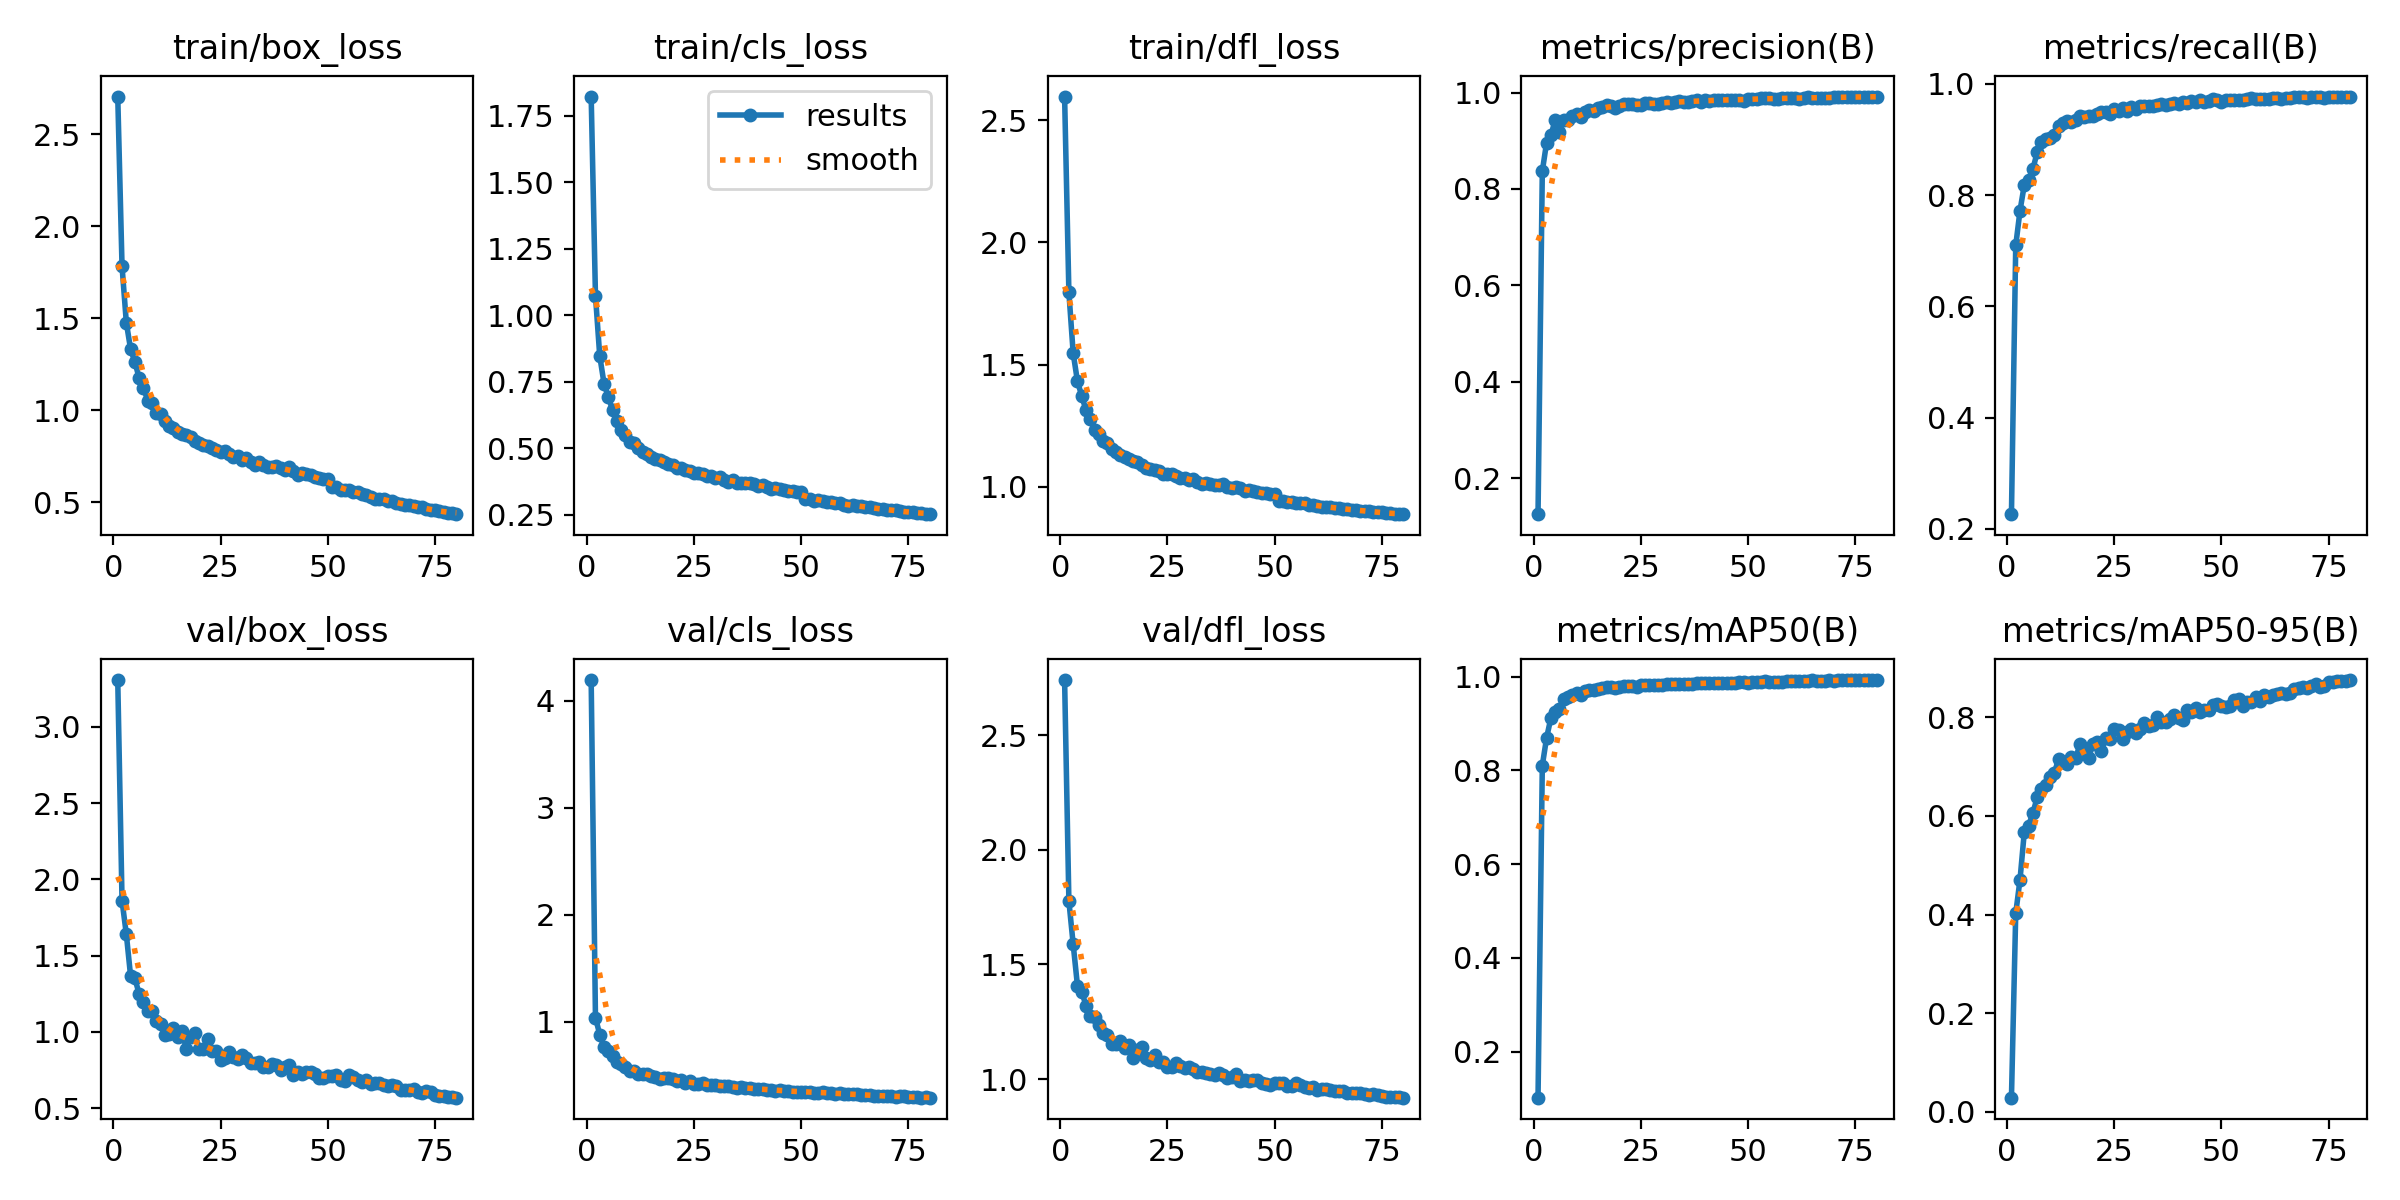 train/box_loss
2.5
2.0
1.5
1.0
0.5
0 25 50 75
train/cls_loss
results
smooth
1.75
1.50
1.25
1.00
0.75
0.50
0.25
0 25 50 75
train/dfl_loss
2.5
2.0
1.5
1.0
0 25 50 75
metrics/precision(B)
1.0
0.8
0.6
0.4
0.2
0 25 50 75
metrics/recall(B)
1.0
0.8
0.6
0.4
0.2
0 25 50 75
val/box_loss
3.0
2.5
2.0
1.5
1.0
0.5
0 25 50 75
val/cls_loss
4
3
2
1
0 25 50 75
val/dfl_loss
2.5
2.0
1.5
1.0
0 25 50 75
metrics/mAP50(B)
1.0
0.8
0.6
0.4
0.2
0 25 50 75
metrics/mAP50-95(B)
0.8
0.6
0.4
0.2
0.0
0 25 50 75